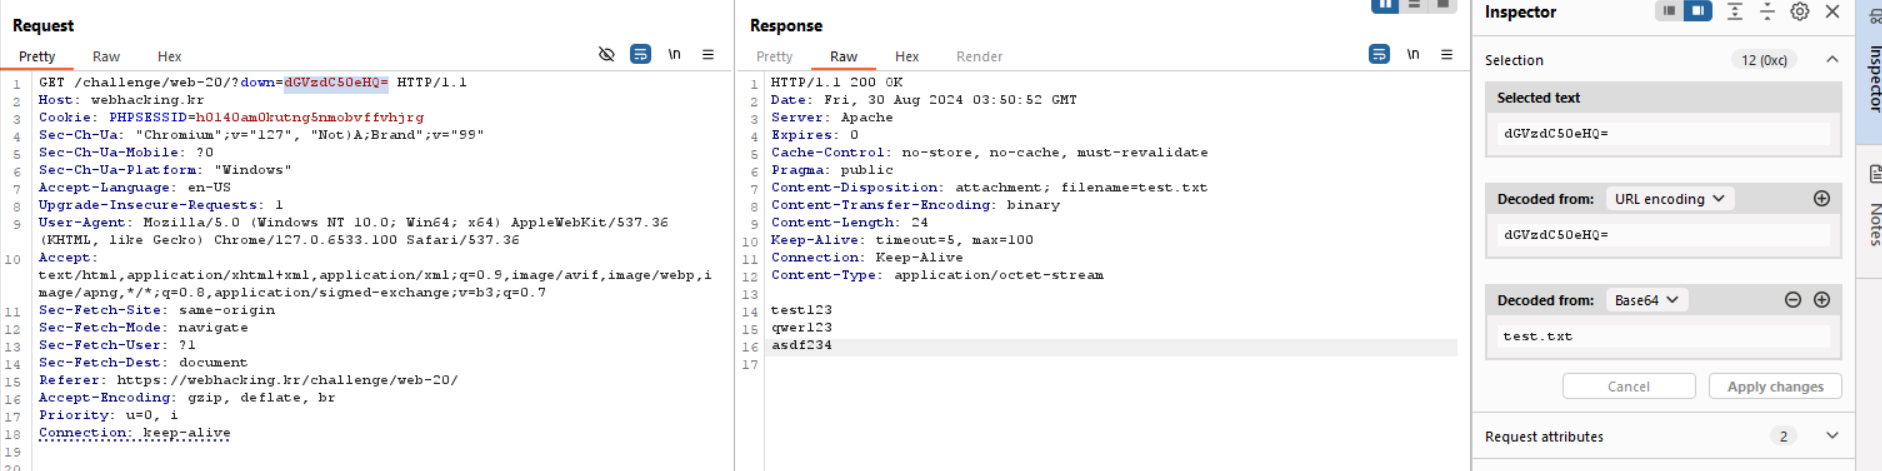 Request
Pretty Raw Hex \n
1 GET /challenge/web-20/?down=dGVzdC50eHQ= HTTP/1.1
2 Host: webhacking.kr
3 Cookie: PHPSESSID=h0140am0kutng5nmobvffvhjrg
4 Sec-Ch-Ua: "Chromium";v="127", "Not)A;Brand";v="99"
5 Sec-Ch-Ua-Mobile: ?0
6 Sec-Ch-Ua-Platform: "Windows"
7 Accept-Language: en-US
8 Upgrade-Insecure-Requests: 1
9 User-Agent: Mozilla/5.0 (Windows NT 10.0; Win64; x64) AppleWebKit/537.36
(KHTML, like Gecko) Chrome/127.0.6533.100 Safari/537.36
10 Accept:
text/html,application/xhtml+xml,application/xml;q=0.9,image/avif,image/webp,i
mage/apng,*/*;q=0.8,application/signed-exchange;v=b3;q=0.7
11 Sec-Fetch-Site: same-origin
12 Sec-Fetch-Mode: navigate
13 Sec-Fetch-User: ?1
14 Sec-Fetch-Dest: document
15 Referer: https://webhacking.kr/challenge/web-20/
16 Accept-Encoding: gzip, deflate, br
17 Priority: u=0, i
18 Connection: keep-alive
19
20
Response
Pretty Raw Hex Render \n
1 HTTP/1.1 200 OK
2 Date: Fri, 30 Aug 2024 03:50:52 GMT
3 Server: Apache
4 Expires: 0
5 Cache-Control: no-store, no-cache, must-revalidate
6 Pragma: public
7 Content-Disposition: attachment; filename=test.txt
8 Content-Transfer-Encoding: binary
9 Content-Length: 24
10 Keep-Alive: timeout=5, max=100
11 Connection: Keep-Alive
12 Content-Type: application/octet-stream
13
14 test123
15 qwer123
16 asdf234
17
Inspector
Selection 12 (0xc)
Selected text
dGVzdC50eHQ=
Decoded from: URL encoding
dGVzdC50eHQ=
Decoded from: Base64
test.txt
Cancel Apply changes
Request attributes 2
Inspector
Notes